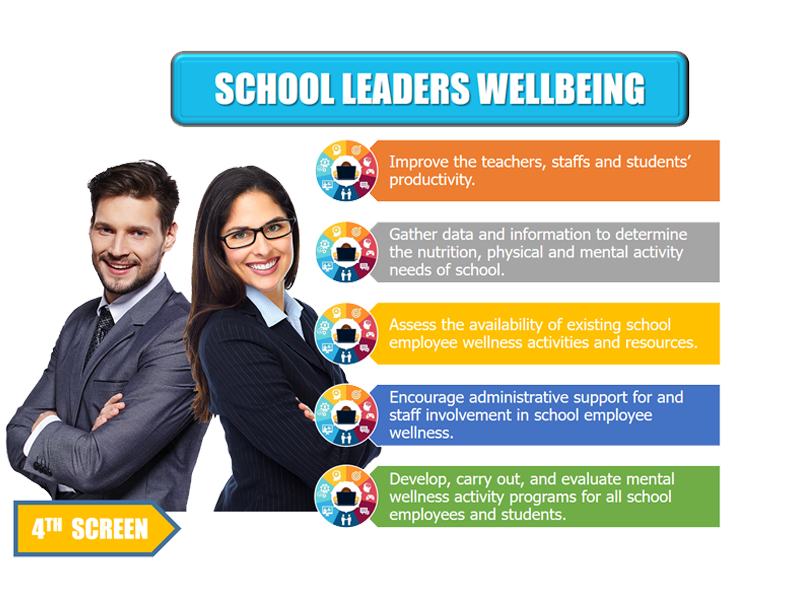 SCHOOL LEADERS WELLBEING
Improve the teachers, staffs and students’
productivity.
Gather data and information to determine
the nutrition, physical and mental activity
needs of school.
Assess the availability of existing school
employee wellness activities and resources.
Encourage administrative support for and
staff involvement in school employee
wellness.
Develop, carry out, and evaluate mental
wellness activity programs for all school
employees and students.
4TH SCREEN